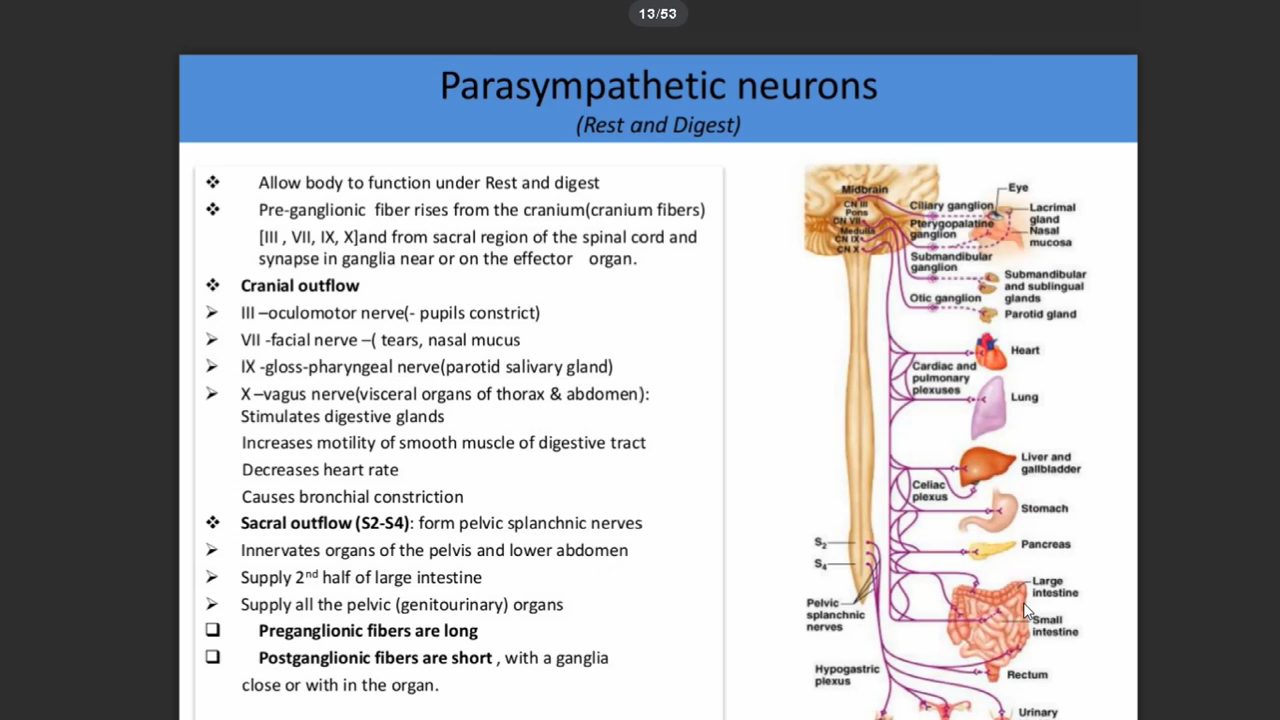 13/53
Parasympathetic neurons
(Rest and Digest)
❖ Allow body to function under Rest and digest
❖ Pre-ganglionic fiber rises from the cranium(cranium fibers)
[III , VII, IX, X]and from sacral region of the spinal cord and
synapse in ganglia near or on the effector organ.
❖ Cranial outflow
➢ III –oculomotor nerve(- pupils constrict)
➢ VII -facial nerve –( tears, nasal mucus
➢ IX -gloss-pharyngeal nerve(parotid salivary gland)
➢ X –vagus nerve(visceral organs of thorax & abdomen):
Stimulates digestive glands
Increases motility of smooth muscle of digestive tract
Decreases heart rate
Causes bronchial constriction
❖ Sacral outflow (S2-S4): form pelvic splanchnic nerves
➢ Innervates organs of the pelvis and lower abdomen
➢ Supply 2nd half of large intestine
➢ Supply all the pelvic (genitourinary) organs
❑ Preganglionic fibers are long
❑ Postganglionic fibers are short , with a ganglia
close or with in the organ.
Midbrain
CN III
Pons
CN VII
Medulla
CN IX
CN X
Ciliary ganglion
Pterygopalatine
ganglion
Submandibular
ganglion
Otic ganglion
Eye
Lacrimal
gland
Nasal
mucosa
Submandibular
and sublingual
glands
Parotid gland
Heart
Cardiac and
pulmonary
plexuses
Lung
Liver and
gallbladder
Celiac
plexus
Stomach
Pancreas
S2
S4
Large
intestine
Pelvic
splanchnic
nerves
Small
intestine
Hypogastric
plexus
Rectum
Urinary